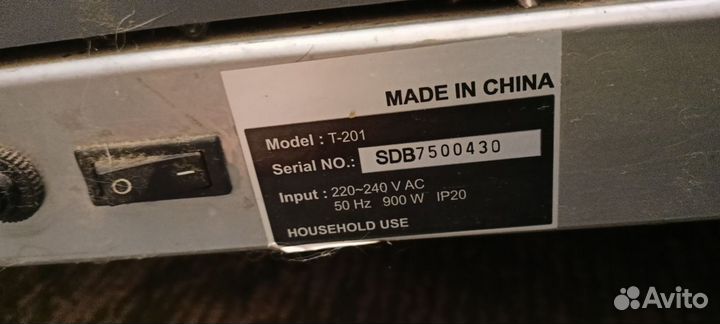 MADE IN CHINA
Model : T-201
Serial NO.: SDB7500430
Input : 220~240 V AC
50 Hz 900 W IP20
HOUSEHOLD USE
Avito